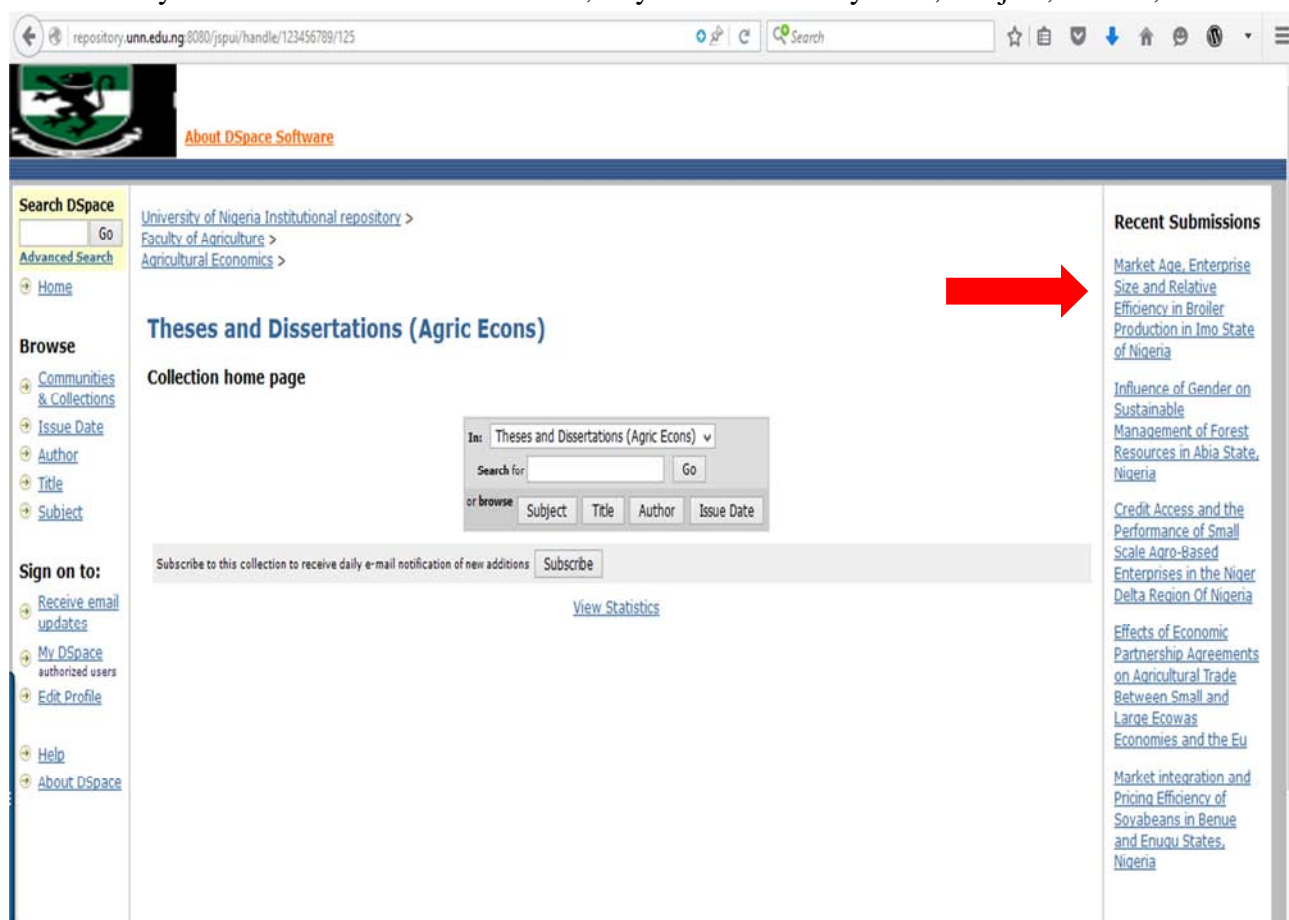 repository.unn.edu.ng:8080/jspui/handle/123456789/125
Search
About DSpace Software
Search DSpace
Go
Advanced Search
Home
Browse
Communities
& Collections
Issue Date
Author
Title
Subject
Sign on to:
Receive email
updates
My DSpace
authorized users
Edit Profile
Help
About DSpace
University of Nigeria Institutional repository >
Faculty of Agriculture >
Agricultural Economics >
Theses and Dissertations (Agric Econs)
Collection home page
In: Theses and Dissertations (Agric Econs)
Search for Go
or browse Subject Title Author Issue Date
Subscribe to this collection to receive daily e-mail notification of new additions Subscribe
View Statistics
Recent Submissions
Market Age, Enterprise
Size and Relative
Efficiency in Broiler
Production in Imo State
of Nigeria
Influence of Gender on
Sustainable
Management of Forest
Resources in Abia State,
Nigeria
Credit Access and the
Performance of Small
Scale Agro-Based
Enterprises in the Niger
Delta Region Of Nigeria
Effects of Economic
Partnership Agreements
on Agricultural Trade
Between Small and
Large Ecowas
Economies and the Eu
Market integration and
Pricing Efficiency of
Soyabeans in Benue
and Enugu States,
Nigeria